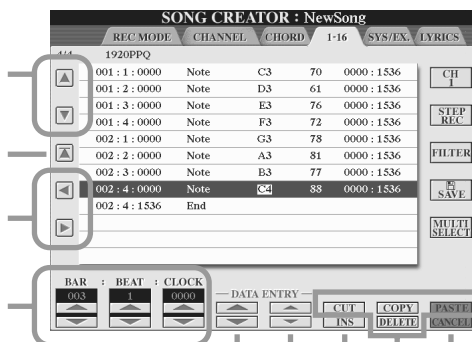 SONG CREATOR : NewSong
REC MODE CHANNEL CHORD 1-16 SYS/EX. LYRICS
4/4 1920PPQ
001 : 1 : 0000 Note C3 70 0000 : 1536
001 : 2 : 0000 Note D3 61 0000 : 1536
001 : 3 : 0000 Note E3 76 0000 : 1536
001 : 4 : 0000 Note F3 72 0000 : 1536
002 : 1 : 0000 Note G3 78 0000 : 1536
002 : 2 : 0000 Note A3 81 0000 : 1536
002 : 3 : 0000 Note B3 77 0000 : 1536
002 : 4 : 0000 Note C4 88 0000 : 1536
002 : 4 : 1536 End
CH
1
STEP
REC
FILTER
SAVE
MULTI
SELECT
BAR : BEAT : CLOCK
003 1 0000
DATA ENTRY
CUT COPY PASTE
INS DELETE CANCEL